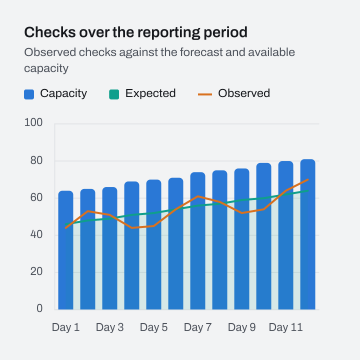 Checks over the reporting period
Observed checks against the forecast and available
capacity
Capacity Expected Observed
100
80
60
40
20
0
Day 1 Day 3 Day 5 Day 7 Day 9 Day 11